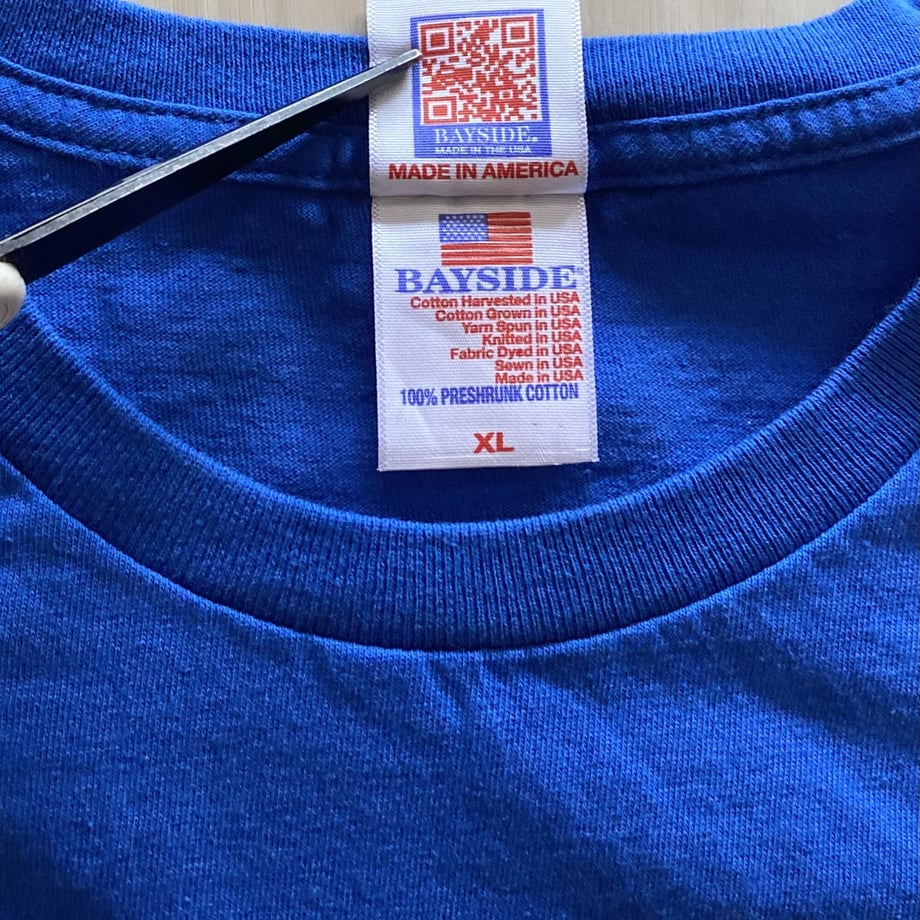 BAYSIDE®
MADE IN THE USA
MADE IN AMERICA
BAYSIDE
Cotton Harvested in USA
Cotton Grown in USA
Yarn Spun in USA
Knitted in USA
Fabric Dyed in USA
Sewn in USA
Made in USA
100% PRESHRUNK COTTON
XL